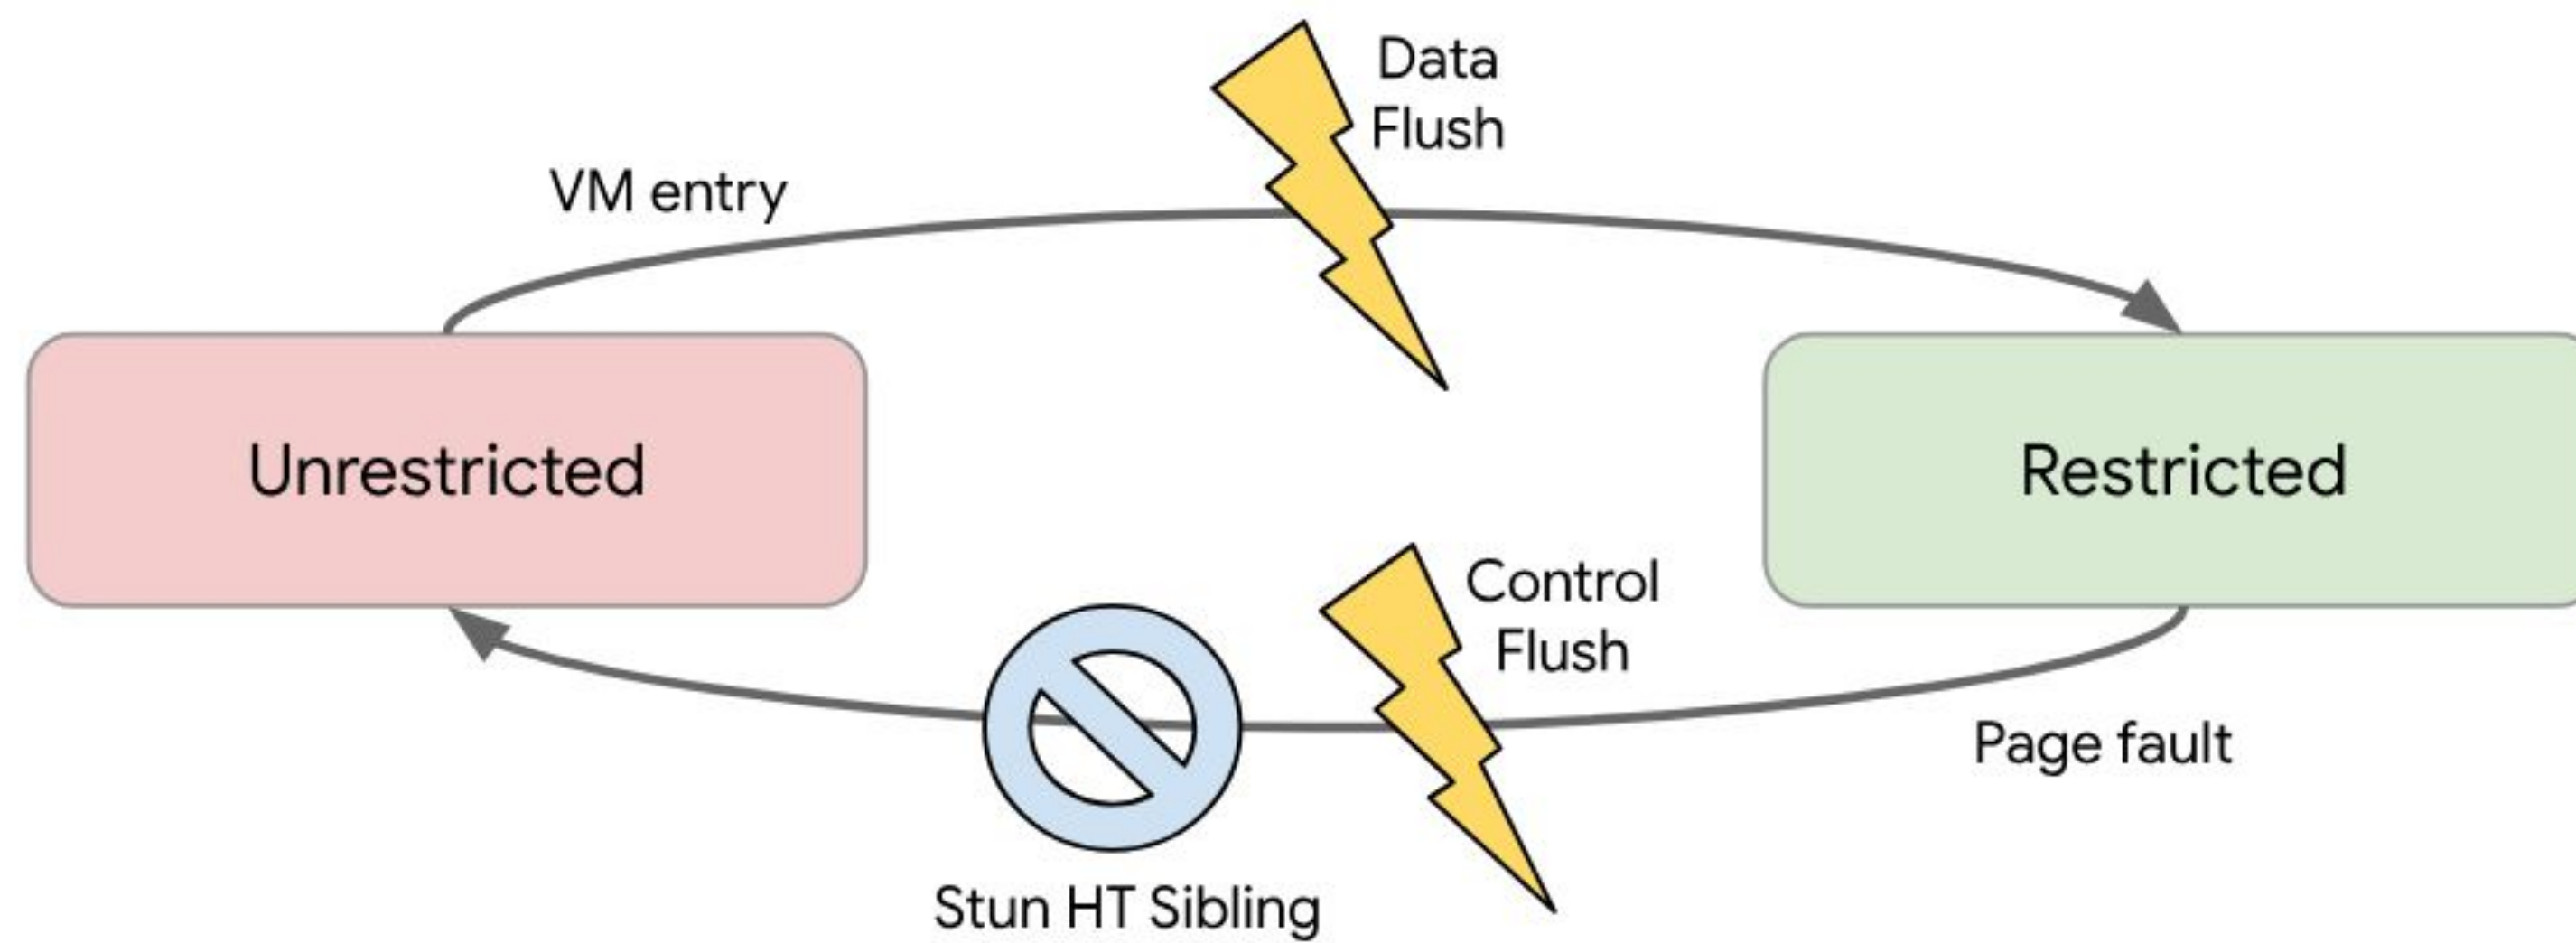 Data
Flush
VM entry
Unrestricted
Restricted
Control
Flush
Page fault
Stun HT Sibling